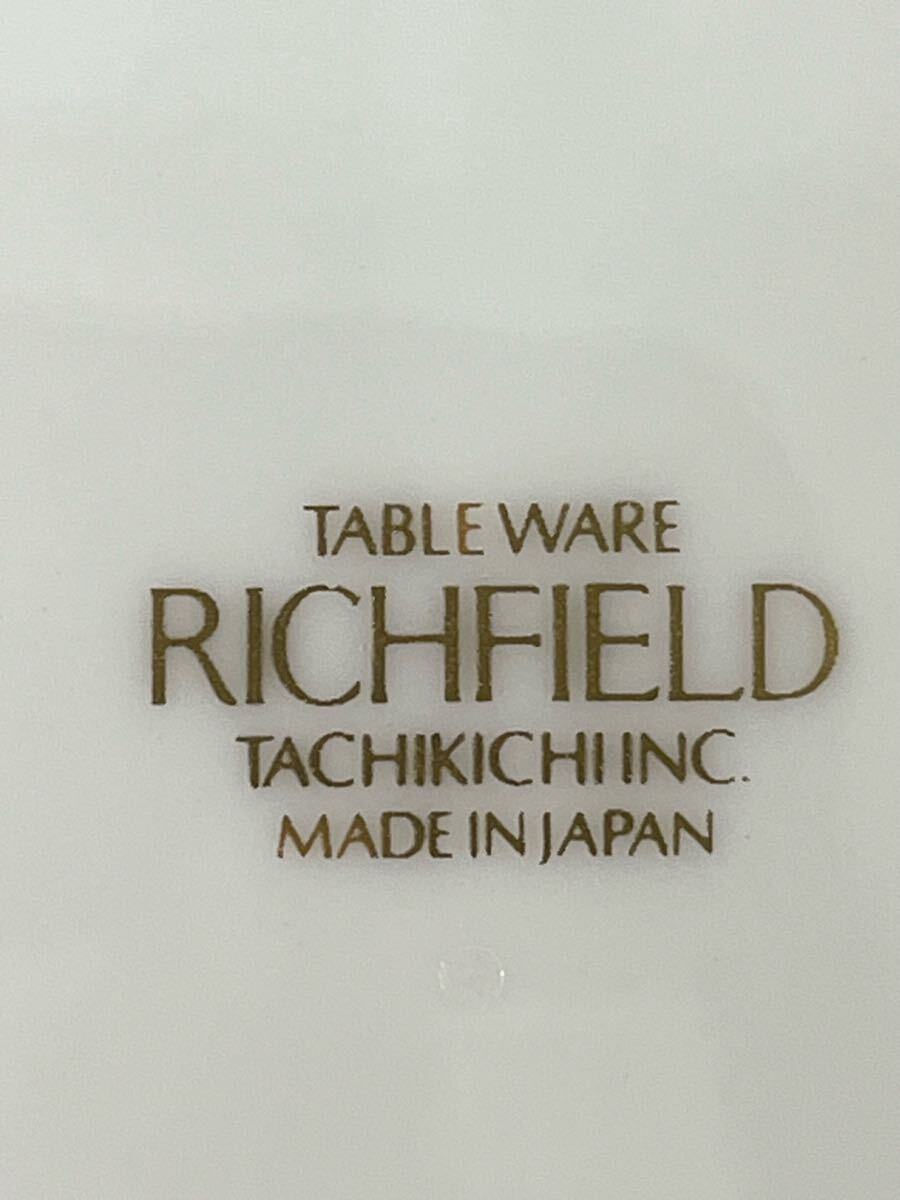 TABLE WARE
RICHFIELD
TACHIKICHI INC.
MADE IN JAPAN